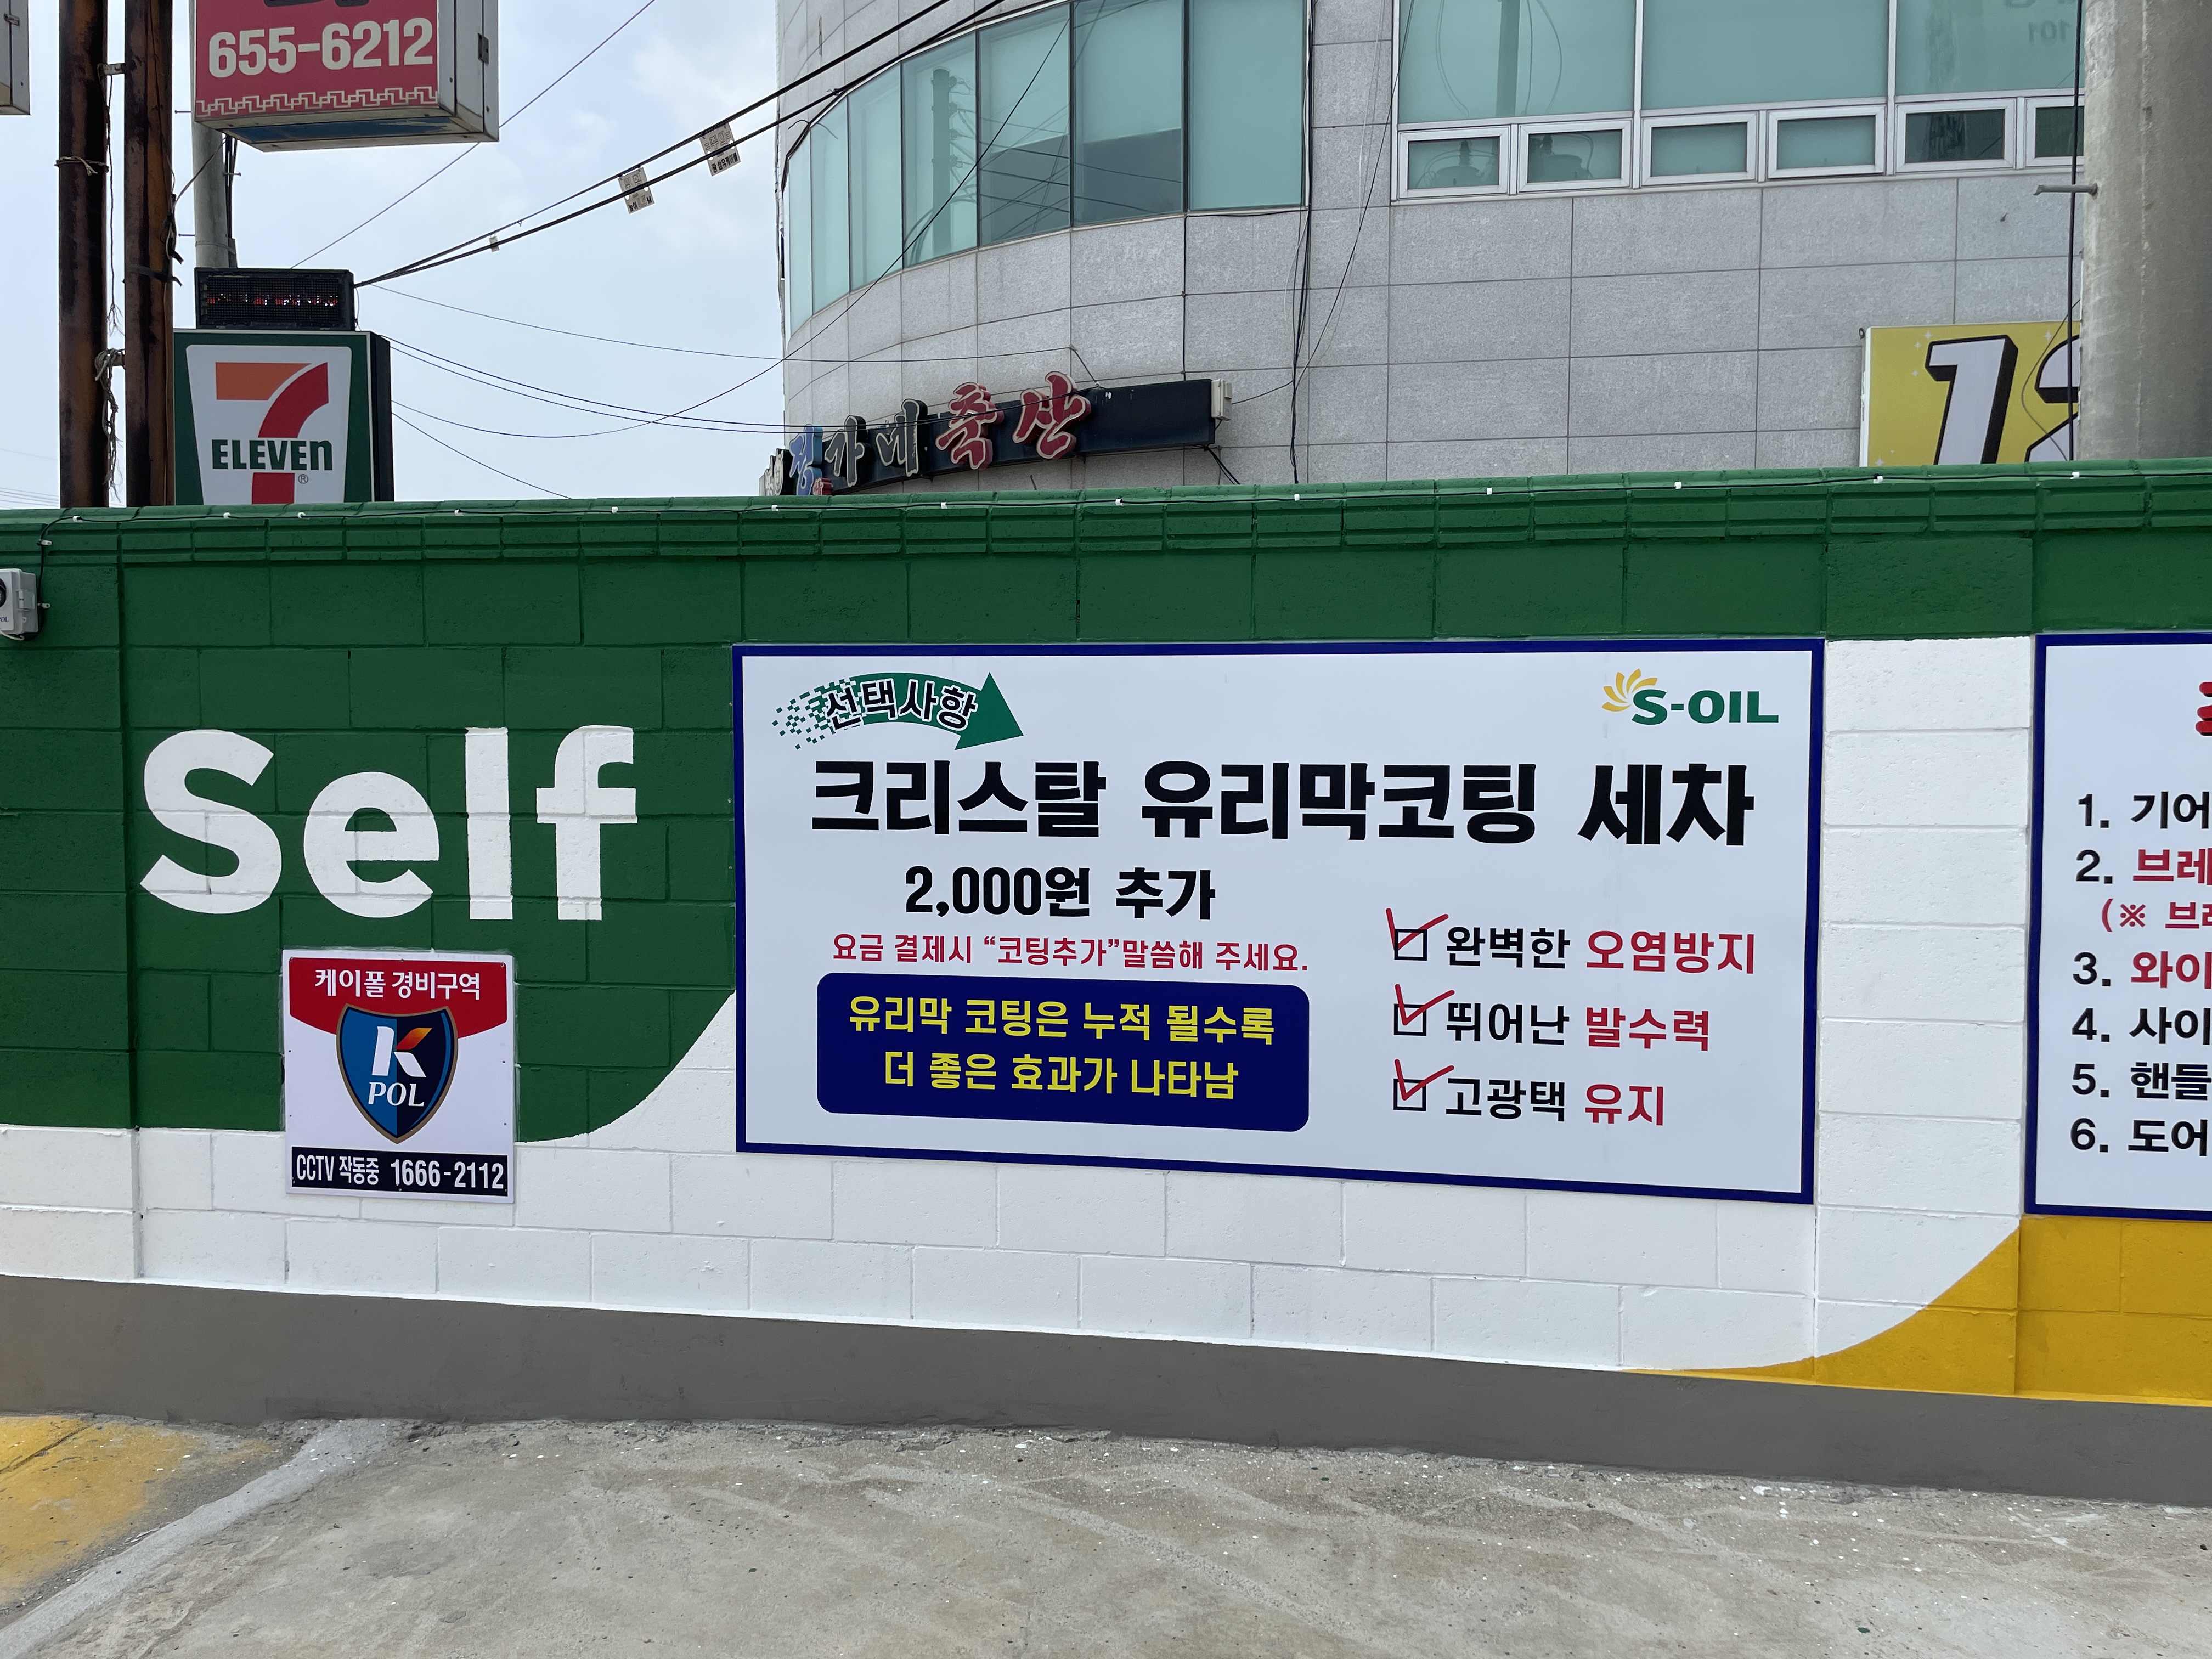 655-6212
7
ELEVEn
®
정가네축산
12
Self
케이폴 경비구역
K
POL
CCTV 작동중 1666-2112
선택사항
S-OIL
크리스탈 유리막코팅 세차
2,000원 추가
요금 결제시 “코팅추가”말씀해 주세요.
유리막 코팅은 누적 될수록
더 좋은 효과가 나타남
완벽한 오염방지
뛰어난 발수력
고광택 유지
1. 기어
2. 브레
(※ 브레
3. 와이
4. 사이
5. 핸들
6. 도어